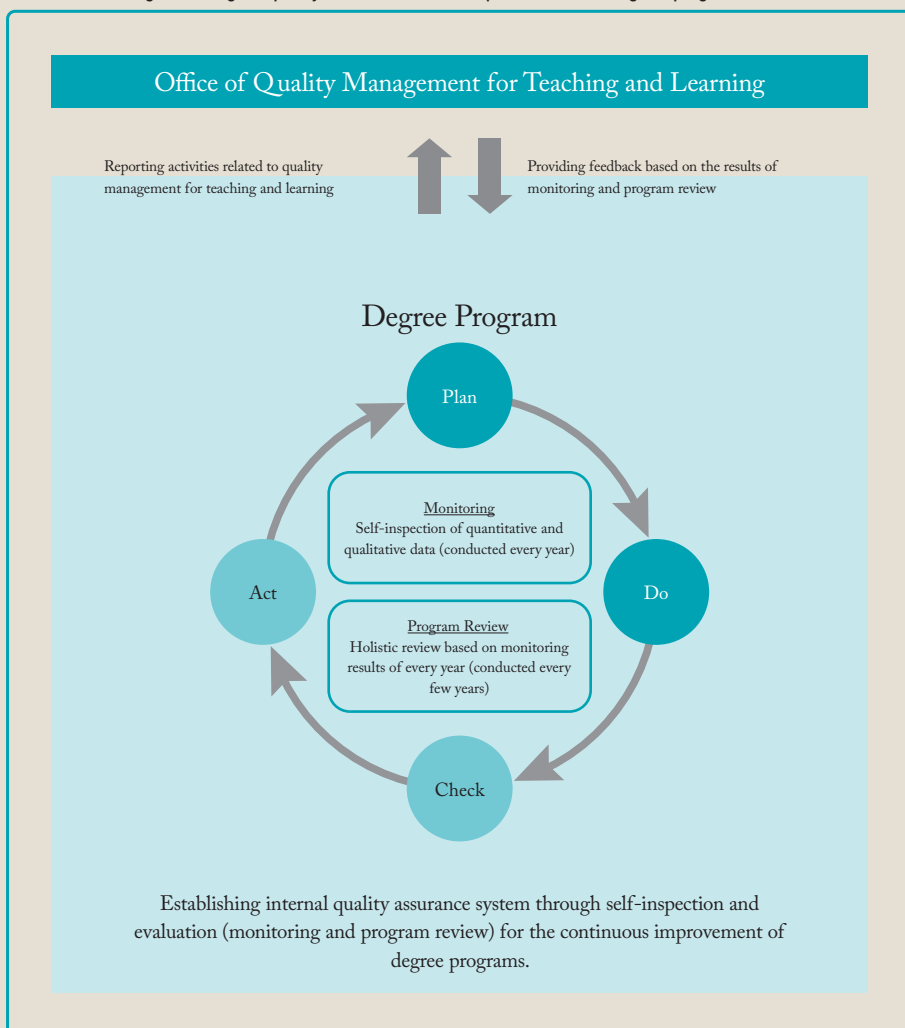 Office of Quality Management for Teaching and Learning
Reporting activities related to quality
management for teaching and learning
Providing feedback based on the results of
monitoring and program review
Degree Program
Plan
Monitoring
Self-inspection of quantitative and
qualitative data (conducted every year)
Act
Do
Program Review
Holistic review based on monitoring
results of every year (conducted every
few years)
Check
Establishing internal quality assurance system through self-inspection and
evaluation (monitoring and program review) for the continuous improvement of
degree programs.